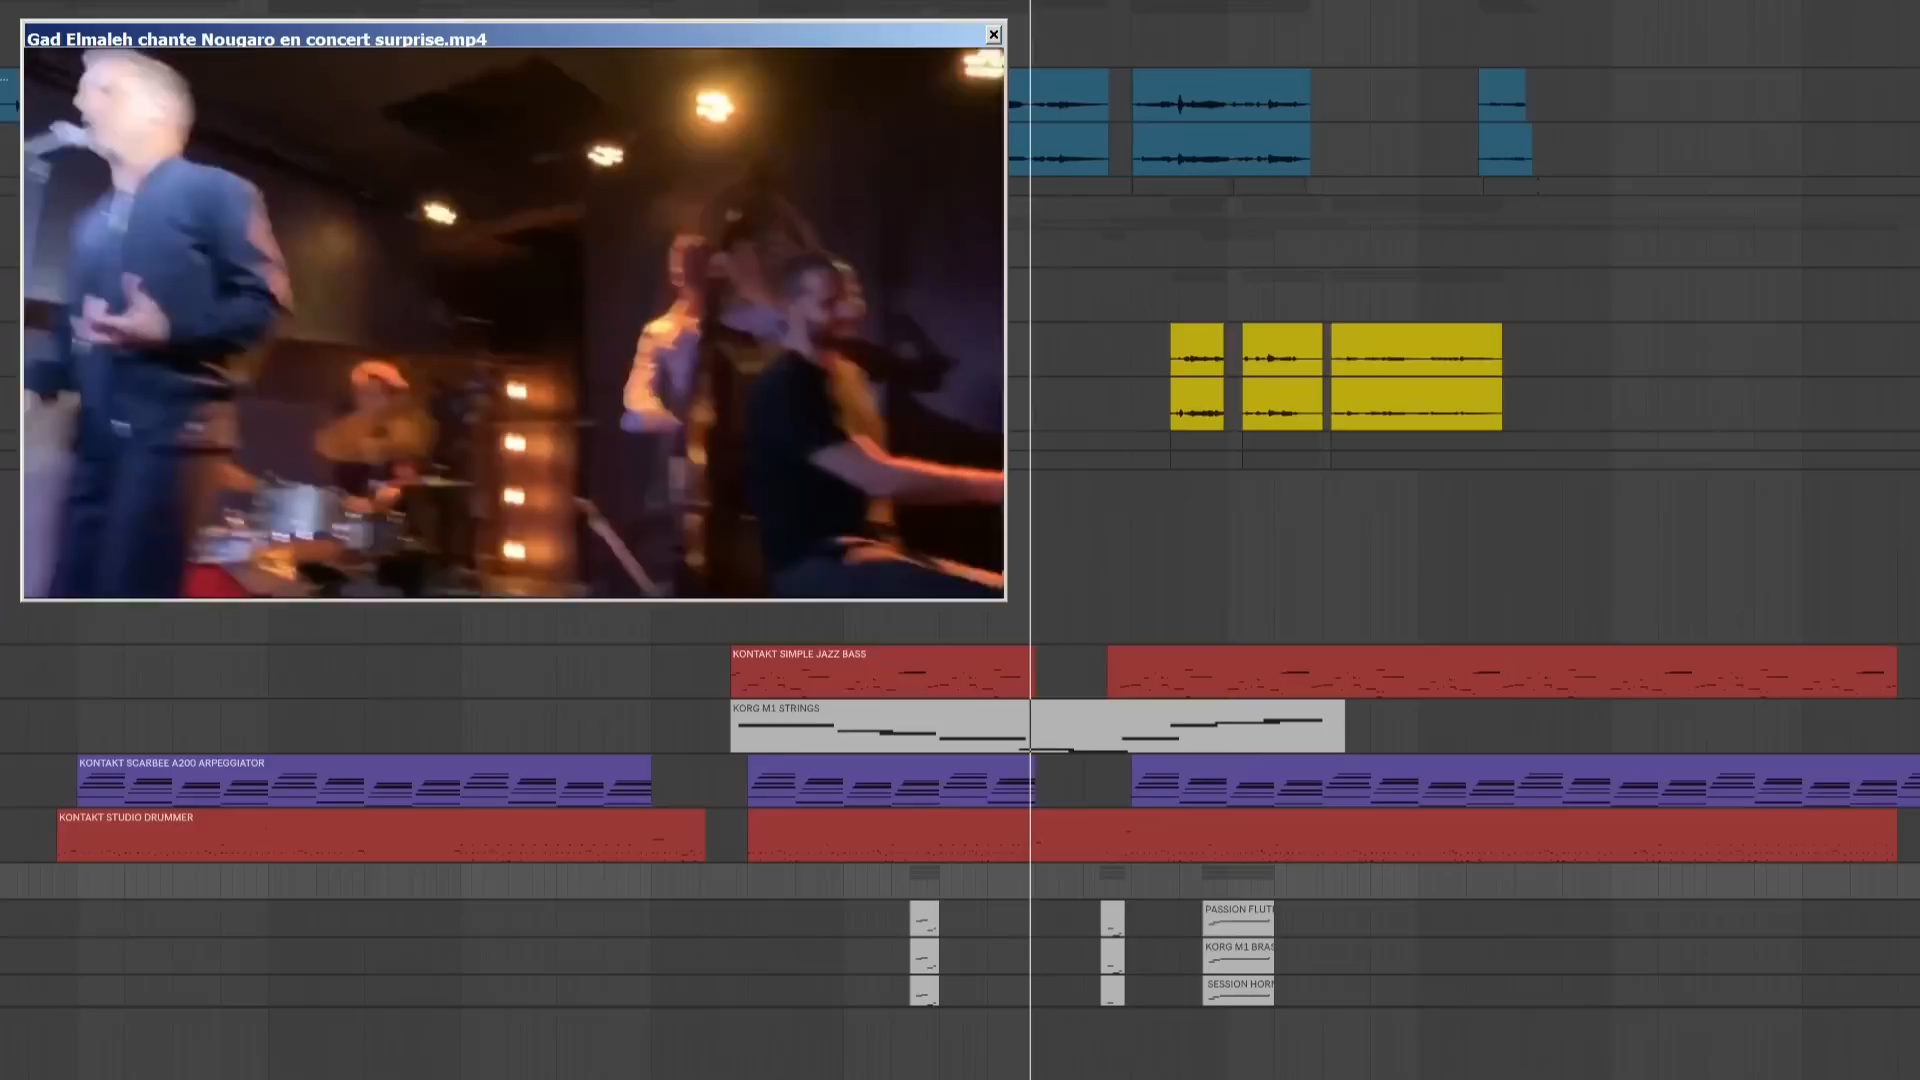 Gad Elmaleh chante Nougaro en concert surprise.mp4
...
KONTAKT SIMPLE JAZZ BASS
KORG M1 STRINGS
KONTAKT SCARBEE A200 ARPEGGIATOR
KONTAKT STUDIO DRUMMER
PASSION FLUT
KORG M1 BRAS
SESSION HOR